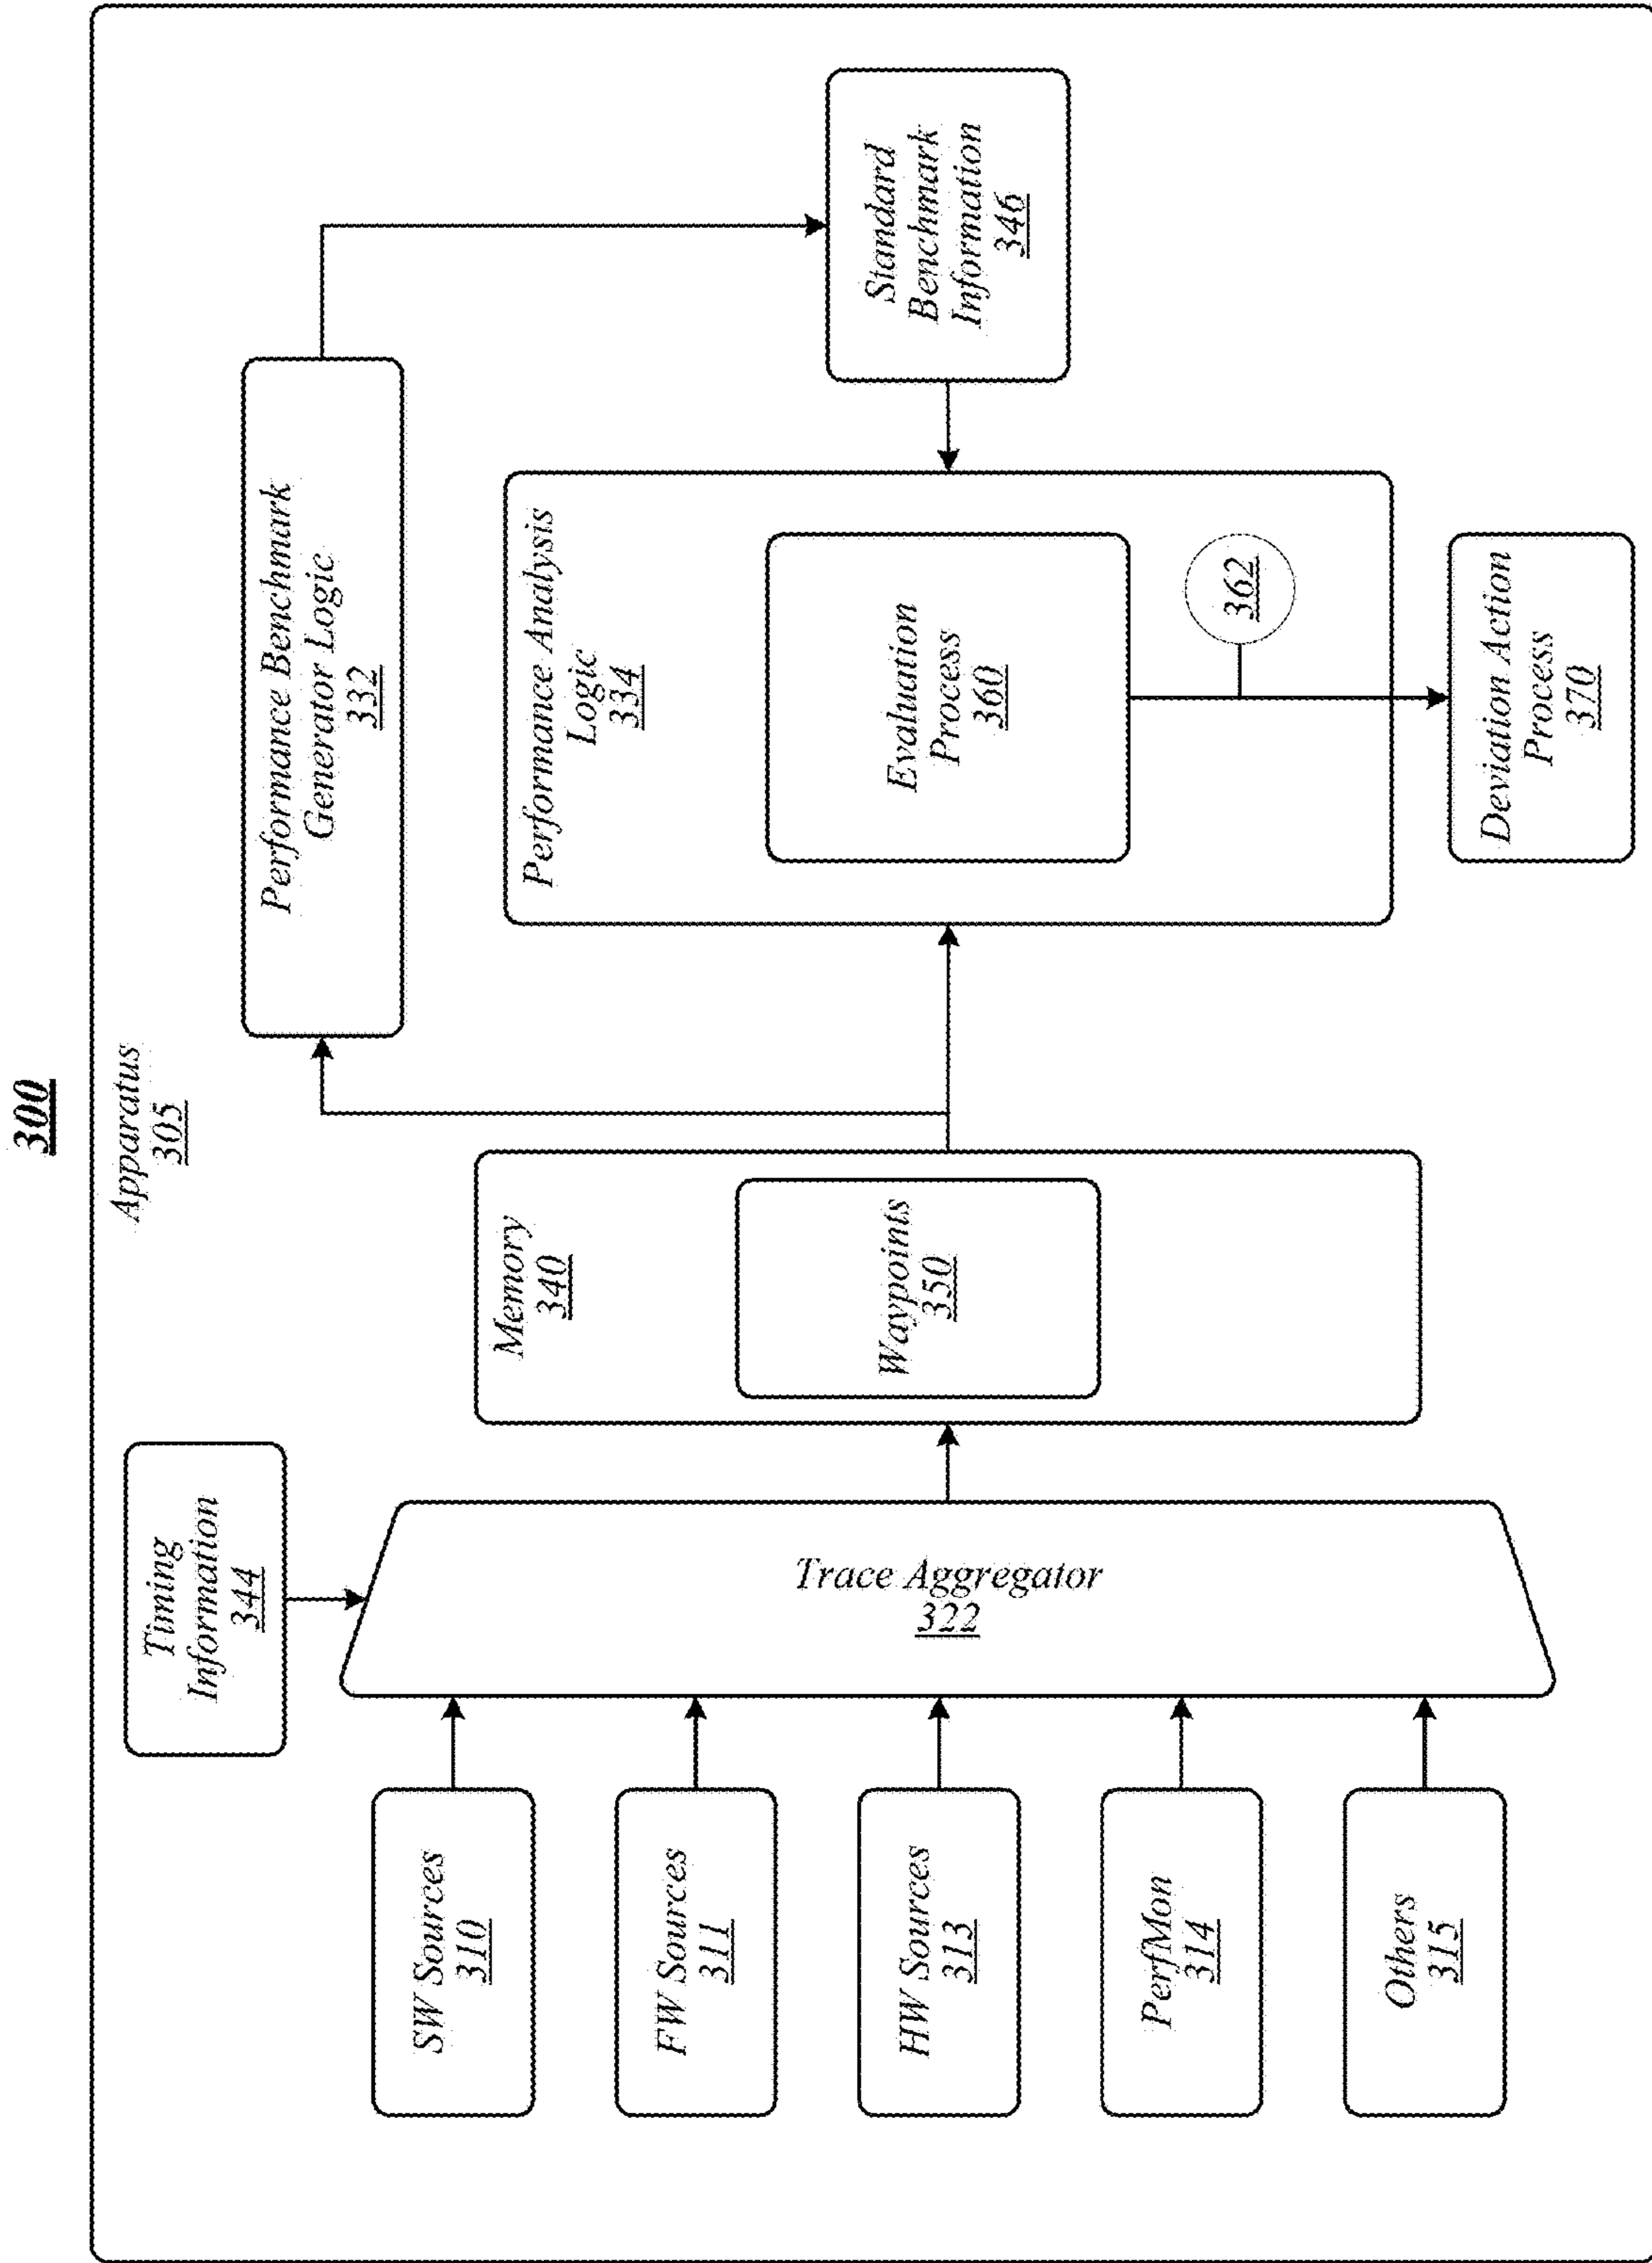 300
Apparatus
305
Timing
Information
344
SW Sources
310
FW Sources
311
HW Sources
313
PerfMon
314
Others
315
Trace Aggregator
322
Memory
340
Waypoints
350
Performance Benchmark
Generator Logic
332
Performance Analysis
Logic
334
Evaluation
Process
360
362
Standard
Benchmark
Information
346
Deviation Action
Process
370